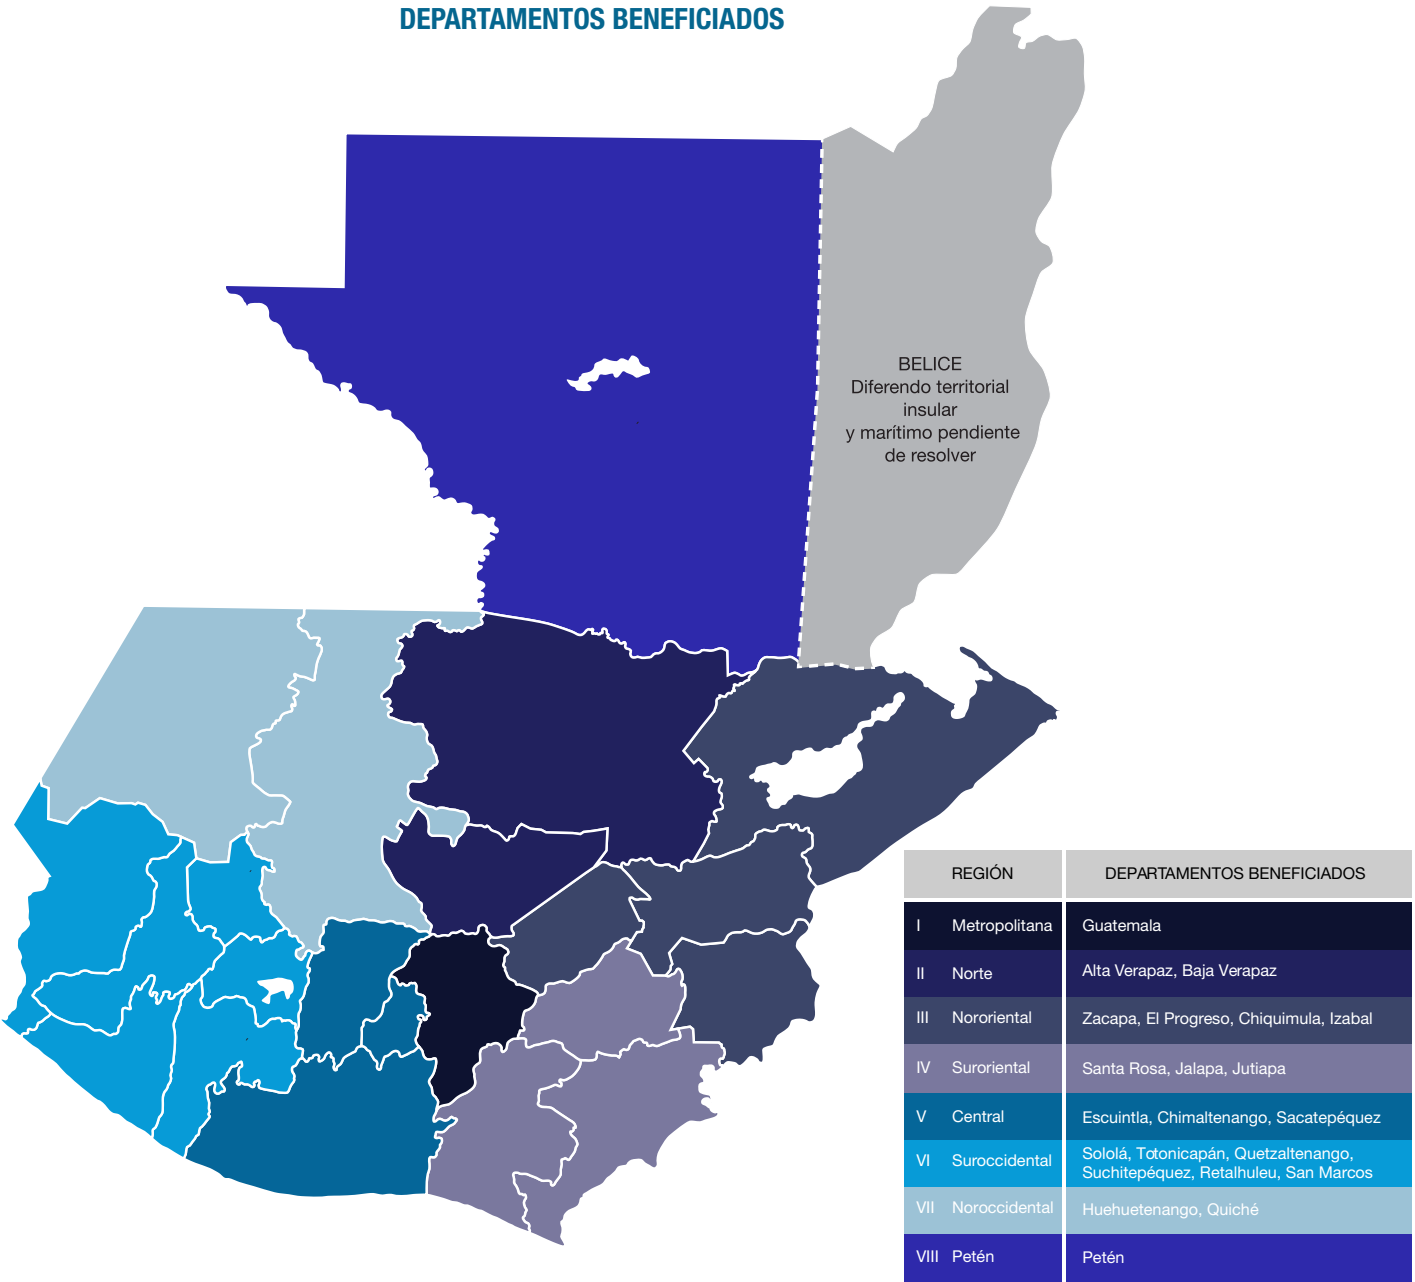 DEPARTAMENTOS BENEFICIADOS
BELICE
Diferendo territorial
insular
y marítimo pendiente
de resolver
REGIÓN DEPARTAMENTOS BENEFICIADOS
I Metropolitana Guatemala
II Norte Alta Verapaz, Baja Verapaz
III Nororiental Zacapa, El Progreso, Chiquimula, Izabal
IV Suroriental Santa Rosa, Jalapa, Jutiapa
V Central Escuintla, Chimaltenango, Sacatepéquez
VI Suroccidental Sololá, Totonicapán, Quetzaltenango,
Suchitepéquez, Retalhuleu, San Marcos
VII Noroccidental Huehuetenango, Quiché
VIII Petén Petén